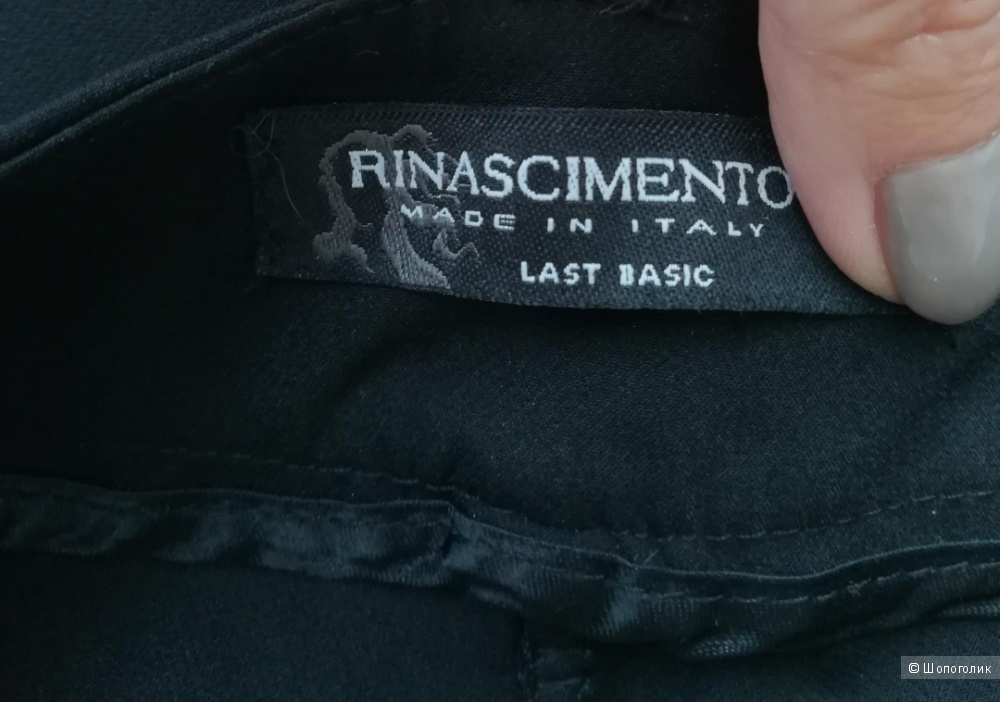 RINASCIMENTO
MADE IN ITALY
LAST BASIC
© Шопоголик